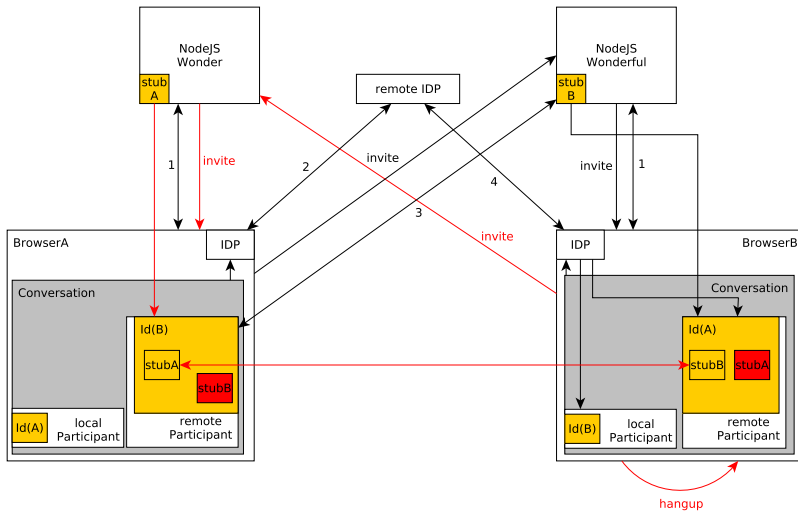 NodeJS
Wonder
stub
A
remote IDP
NodeJS
Wonderful
stub
B
1
invite
2
invite
4
3
invite
invite
1
BrowserA
IDP
IDP
BrowserB
Conversation
Id(B)
stubA
stubB
Id(A)
local
Participant
remote
Participant
Conversation
Id(A)
stubB
stubA
Id(B)
local
Participant
remote
Participant
hangup